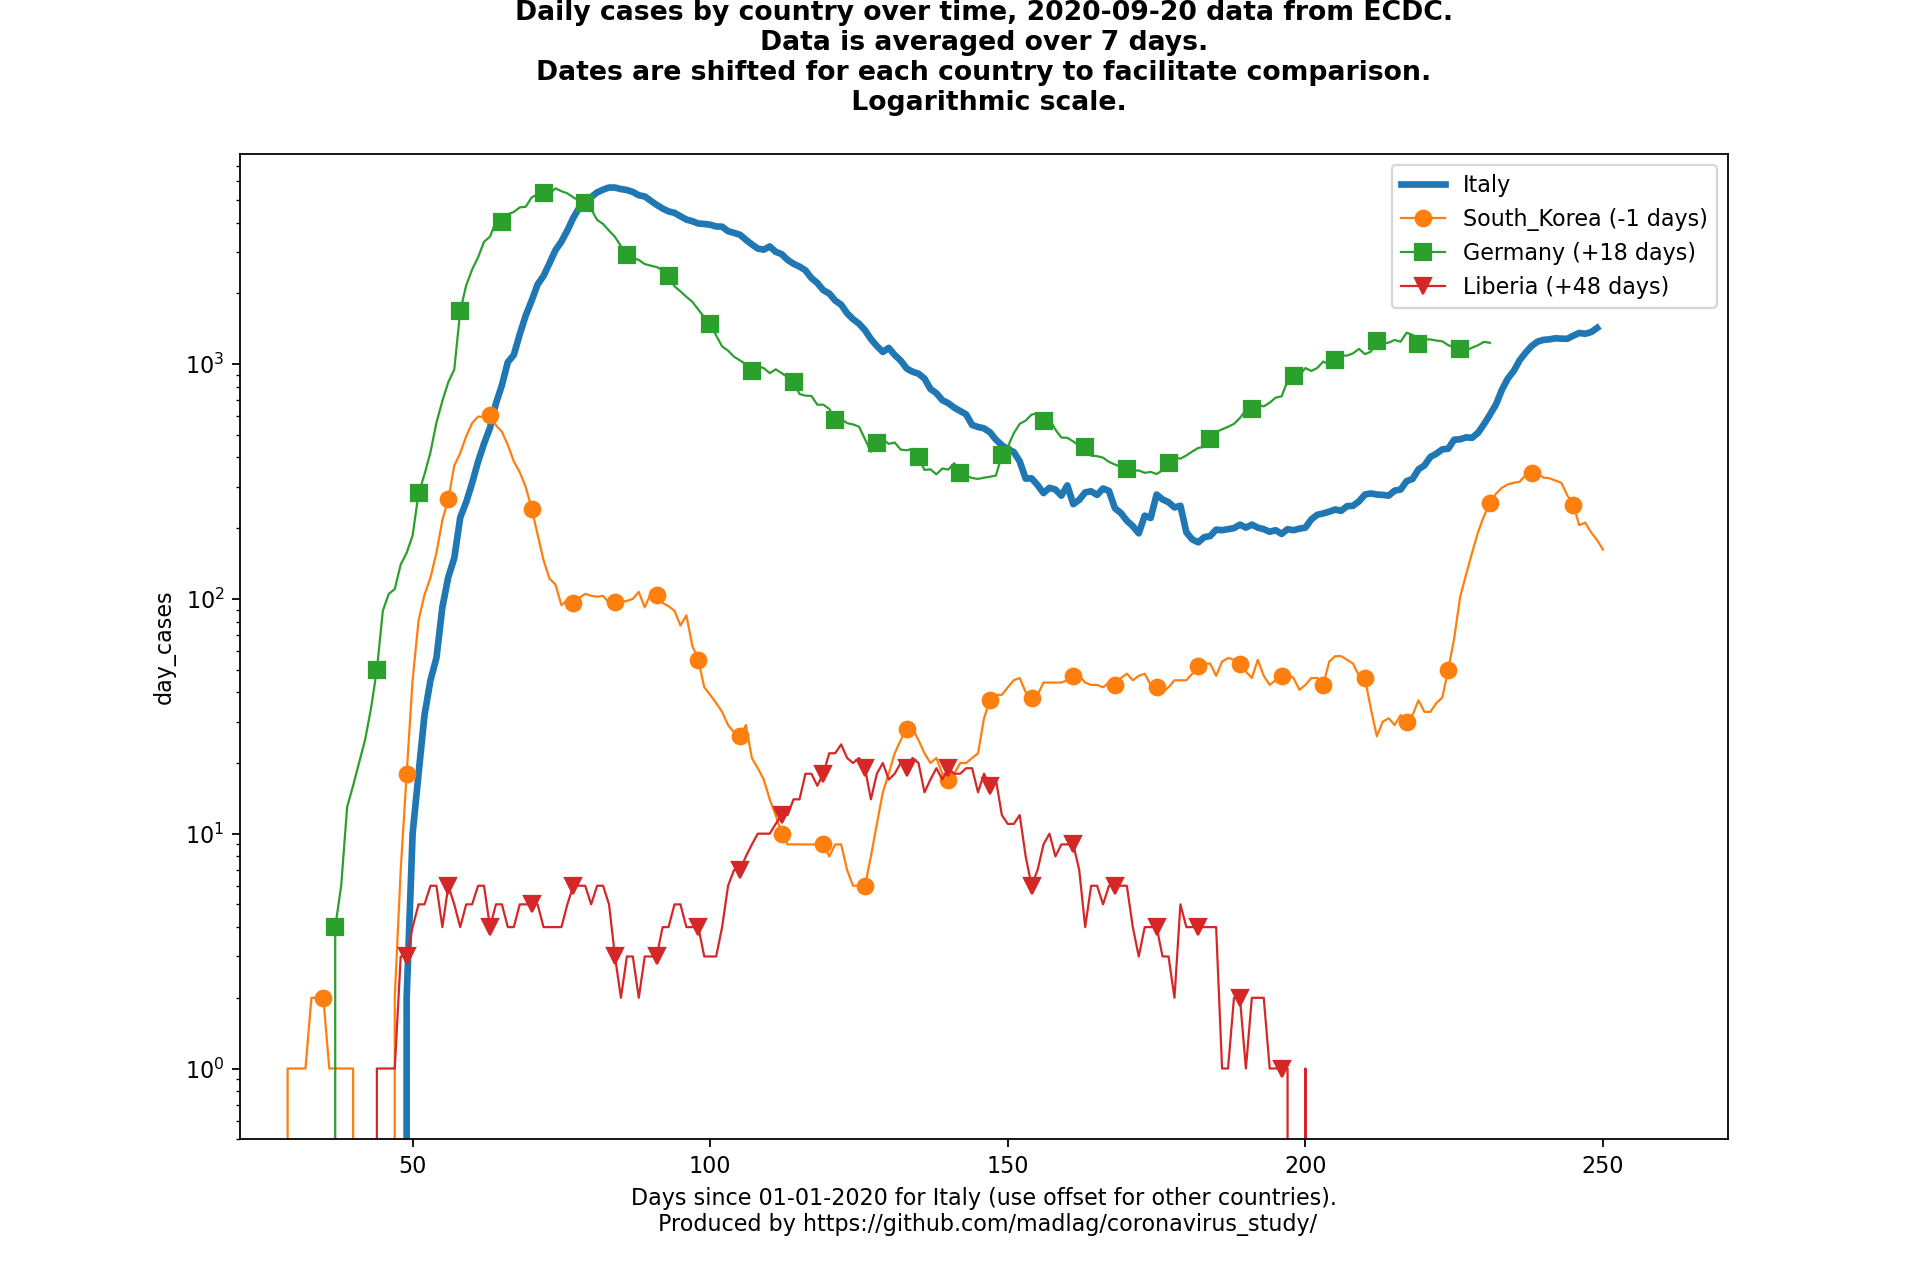 Daily cases by country over time, 2020-09-20 data from ECDC.
Data is averaged over 7 days.
Dates are shifted for each country to facilitate comparison.
Logarithmic scale.
Italy
South_Korea (-1 days)
Germany (+18 days)
Liberia (+48 days)
day_cases
10³
10²
10¹
10⁰
50
100
150
200
250
Days since 01-01-2020 for Italy (use offset for other countries).
Produced by https://github.com/madlag/coronavirus_study/